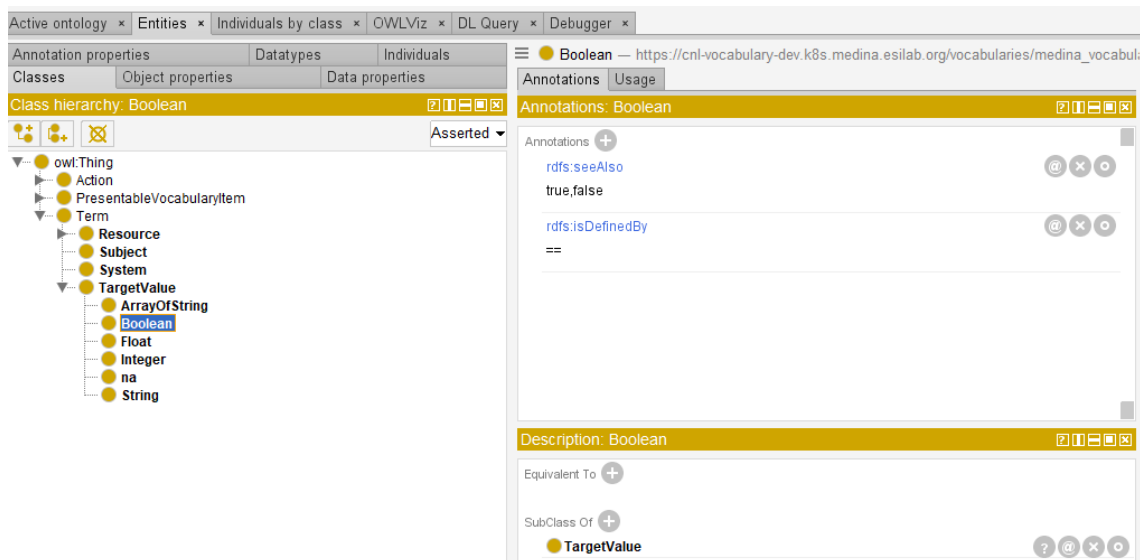 Active ontology × Entities × Individuals by class × OWLViz × DL Query × Debugger ×
Annotation properties Datatypes Individuals
Classes Object properties Data properties
Class hierarchy: Boolean
Asserted
owl:Thing
Action
PresentableVocabularyItem
Term
Resource
Subject
System
TargetValue
ArrayOfString
Boolean
Float
Integer
na
String
Boolean — https://cnl-vocabulary-dev.k8s.medina.esilab.org/vocabularies/medina_vocabul
Annotations Usage
Annotations: Boolean
Annotations
rdfs:seeAlso
true,false
rdfs:isDefinedBy
==
Description: Boolean
Equivalent To
SubClass Of
TargetValue